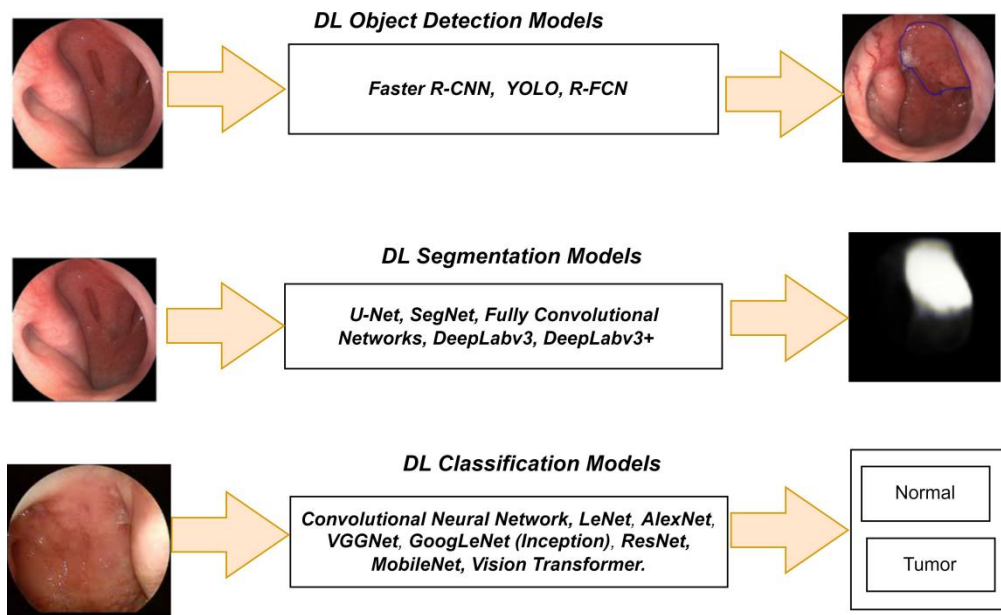 DL Object Detection Models
Faster R-CNN, YOLO, R-FCN
DL Segmentation Models
U-Net, SegNet, Fully Convolutional
Networks, DeepLabv3, DeepLabv3+
DL Classification Models
Convolutional Neural Network, LeNet, AlexNet,
VGGNet, GoogLeNet (Inception), ResNet,
MobileNet, Vision Transformer.
Normal
Tumor